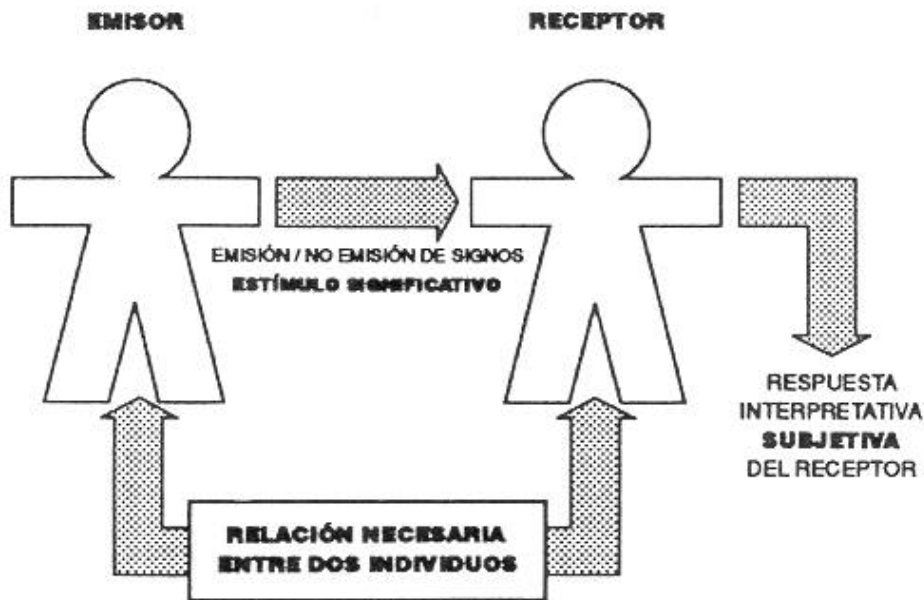 EMISOR
RECEPTOR
EMISIÓN / NO EMISIÓN DE SIGNOS
ESTÍMULO SIGNIFICATIVO
RESPUESTA
INTERPRETATIVA
SUBJETIVA
DEL RECEPTOR
RELACIÓN NECESARIA
ENTRE DOS INDIVIDUOS